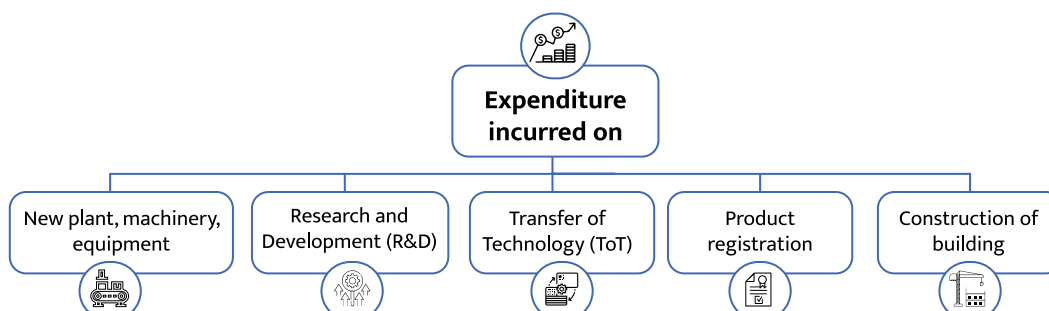 Expenditure
incurred on
New plant, machinery,
equipment
Research and
Development (R&D)
Transfer of
Technology (ToT)
Product
registration
Construction of
building